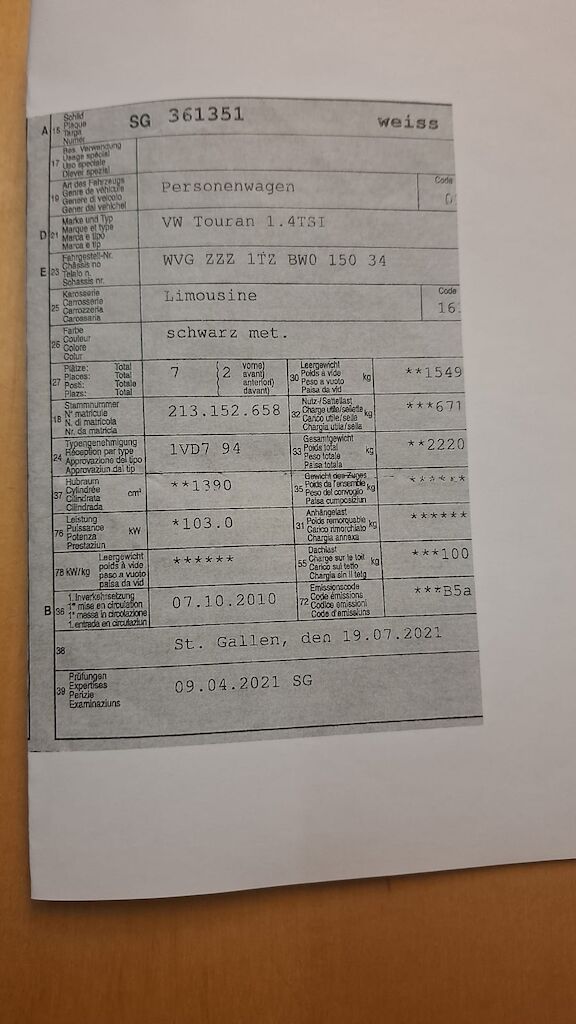 A 15 Schild
Plaque
Targa
Numer
SG 361351 weiss
17 Bes. Verwendung
Usage spécial
Uso speciale
Diever spezial
19 Art des Fahrzeugs
Genre de véhicule
Genere di veicolo
Gener dal vehichel
Personenwagen
Code
D 21 Marke und Typ
Marque et type
Marca e tipo
Marca e tip
VW Touran 1.4TSI
E 23 Fahrgestell-Nr.
Châssis no
Telaio n.
Schassis nr.
WVG ZZZ 1TZ BW0 150 34
25 Karosserie
Carrosserie
Carrozzeria
Carossaria
Limousine
Code
16
26 Farbe
Couleur
Colore
Colur
schwarz met.
27 Plätze: Total
Places: Total
Posti: Totale
Plazs: Total
7 ( 2 vorne)
avant)
anteriori)
davant)
30 Leergewicht
Poids à vide
Peso a vuoto
Paisa da vid
kg
**1549
18 Stammnummer
N° matricule
N. di matricola
Nr. da matricla
213.152.658
32 Nutz-/Sattellast
Charge utile/sellette
Carico utile/sella
Chargia utila/sella
kg
***671
24 Typengenehmigung
Réception par type
Approvazione del tipo
Approvaziun dal tip
1VD7 94
33 Gesamtgewicht
Poids total
Peso totale
Paisa totala
kg
**2220
37 Hubraum
Cylindrée
Cilindrata
Cilindrada
cm³
**1390
35 Gewicht des Zuges
Poids de l'ensemble
Peso del convoglio
Paisa cumposiziun
kg
******
76 Leistung
Puissance
Potenza
Prestaziun
kW
*103.0
31 Anhängelast
Poids remorquable
Carico rimorchiato
Chargia annexa
kg
******
78 kW/kg Leergewicht
poids à vide
peso a vuoto
paisa da vid
******
55 Dachlast
Charge sur le toit
Carico sul tetto
Chargia sin il tetg
kg
***100
B 36 1. Inverkehrsetzung
1re mise en circulation
1a messa in circolazione
1. entrada en circulaziun
07.10.2010
72 Emissionscode
Code émissions
Codice emissioni
Code d'emissiuns
***B5a
38
St. Gallen, den 19.07.2021
39 Prüfungen
Expertises
Perizie
Examinaziuns
09.04.2021 SG